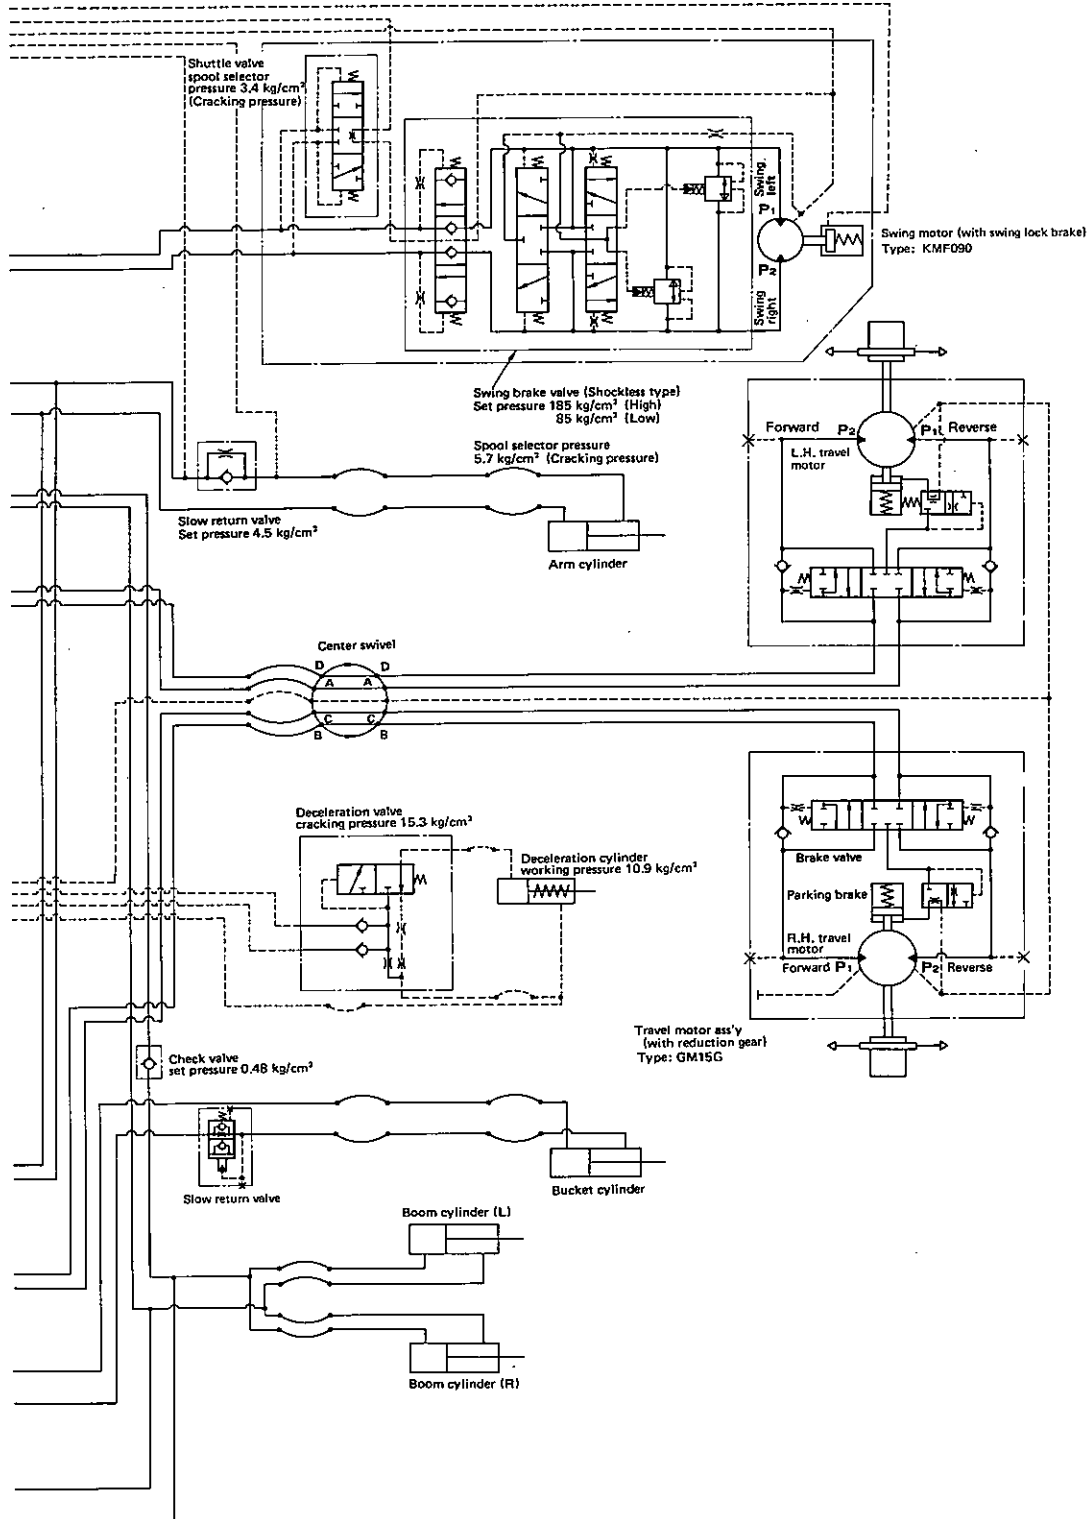 Shuttle valve
spool selector
pressure 3.4 kg/cm²
(Cracking pressure)
Swing left
P₁
P₂
Swing right
Swing motor (with swing lock brake)
Type: KMF090
Swing brake valve (Shockless type)
Set pressure 185 kg/cm² (High)
85 kg/cm² (Low)
Spool selector pressure
5.7 kg/cm² (Cracking pressure)
Slow return valve
Set pressure 4.5 kg/cm²
Arm cylinder
Forward P₂
P₁ Reverse
L.H. travel
motor
Center swivel
D D
A A
C C
B B
Deceleration valve
cracking pressure 15.3 kg/cm²
Deceleration cylinder
working pressure 10.9 kg/cm²
Brake valve
Parking brake
R.H. travel
motor
Forward P₁
P₂ Reverse
Travel motor ass'y
(with reduction gear)
Type: GM15G
Check valve
set pressure 0.48 kg/cm²
Slow return valve
Bucket cylinder
Boom cylinder (L)
Boom cylinder (R)